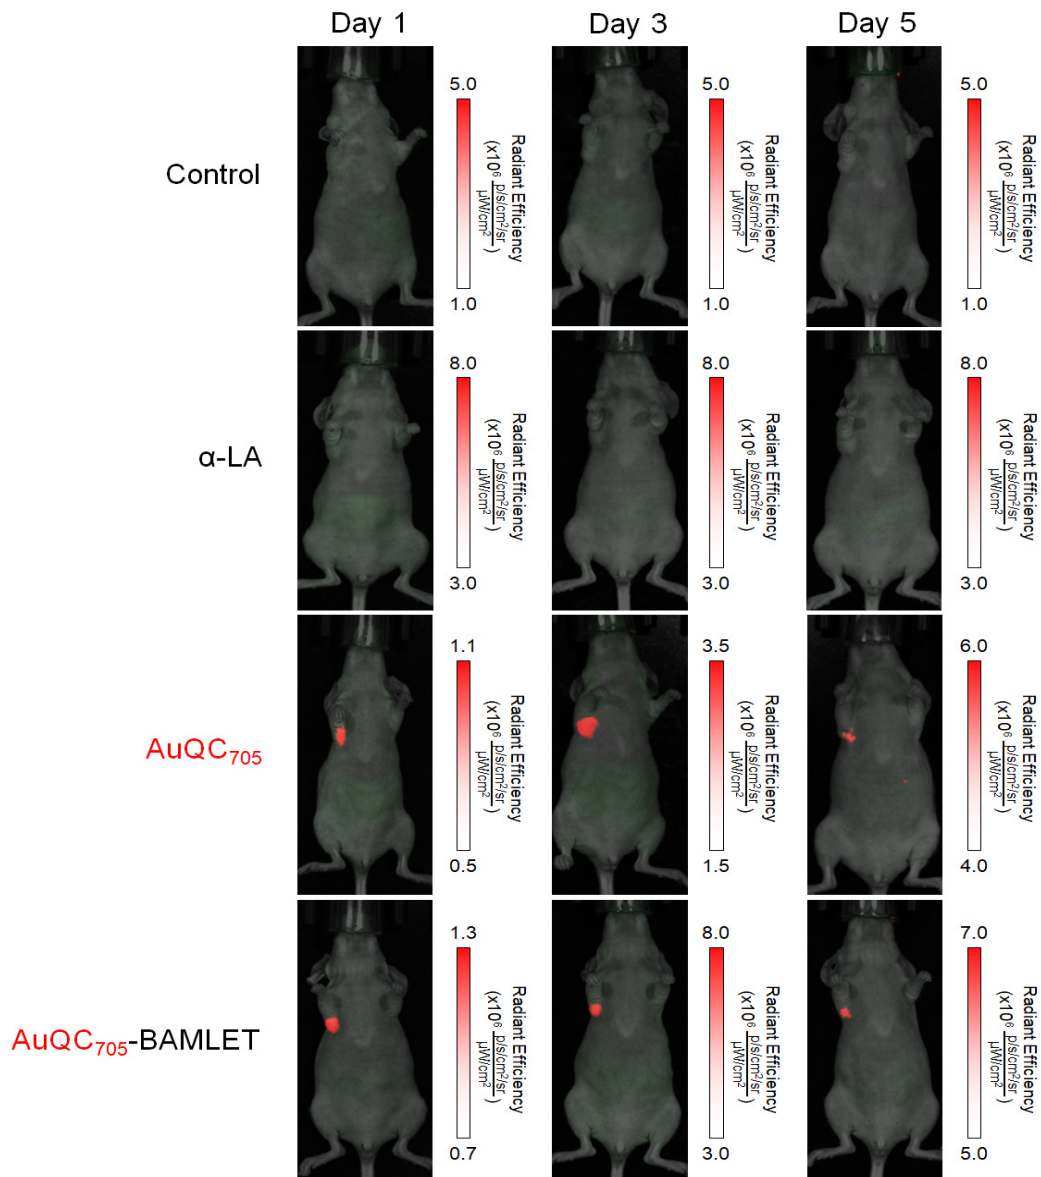 Day 1 Day 3 Day 5
Control
5.0 5.0 5.0
Radiant Efficiency Radiant Efficiency Radiant Efficiency
(x10⁶ p/s/cm²/sr / µW/cm²) (x10⁶ p/s/cm²/sr / µW/cm²) (x10⁶ p/s/cm²/sr / µW/cm²)
1.0 1.0 1.0
α-LA
8.0 8.0 8.0
Radiant Efficiency Radiant Efficiency Radiant Efficiency
(x10⁶ p/s/cm²/sr / µW/cm²) (x10⁶ p/s/cm²/sr / µW/cm²) (x10⁶ p/s/cm²/sr / µW/cm²)
3.0 3.0 3.0
AuQC₇₀₅
1.1 3.5 6.0
Radiant Efficiency Radiant Efficiency Radiant Efficiency
(x10⁶ p/s/cm²/sr / µW/cm²) (x10⁶ p/s/cm²/sr / µW/cm²) (x10⁶ p/s/cm²/sr / µW/cm²)
0.5 1.5 4.0
AuQC₇₀₅-BAMLET
1.3 8.0 7.0
Radiant Efficiency Radiant Efficiency Radiant Efficiency
(x10⁶ p/s/cm²/sr / µW/cm²) (x10⁶ p/s/cm²/sr / µW/cm²) (x10⁶ p/s/cm²/sr / µW/cm²)
0.7 3.0 5.0